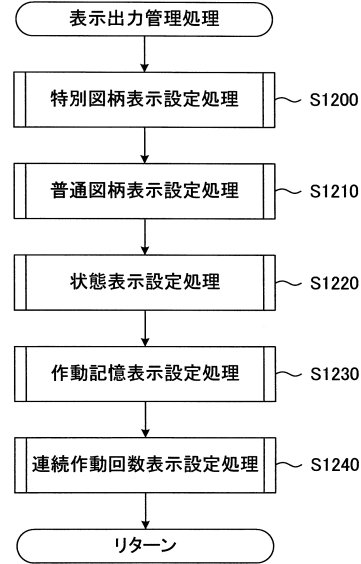 表示出力管理処理
特別図柄表示設定処理 S1200
普通図柄表示設定処理 S1210
状態表示設定処理 S1220
作動記憶表示設定処理 S1230
連続作動回数表示設定処理 S1240
リターン